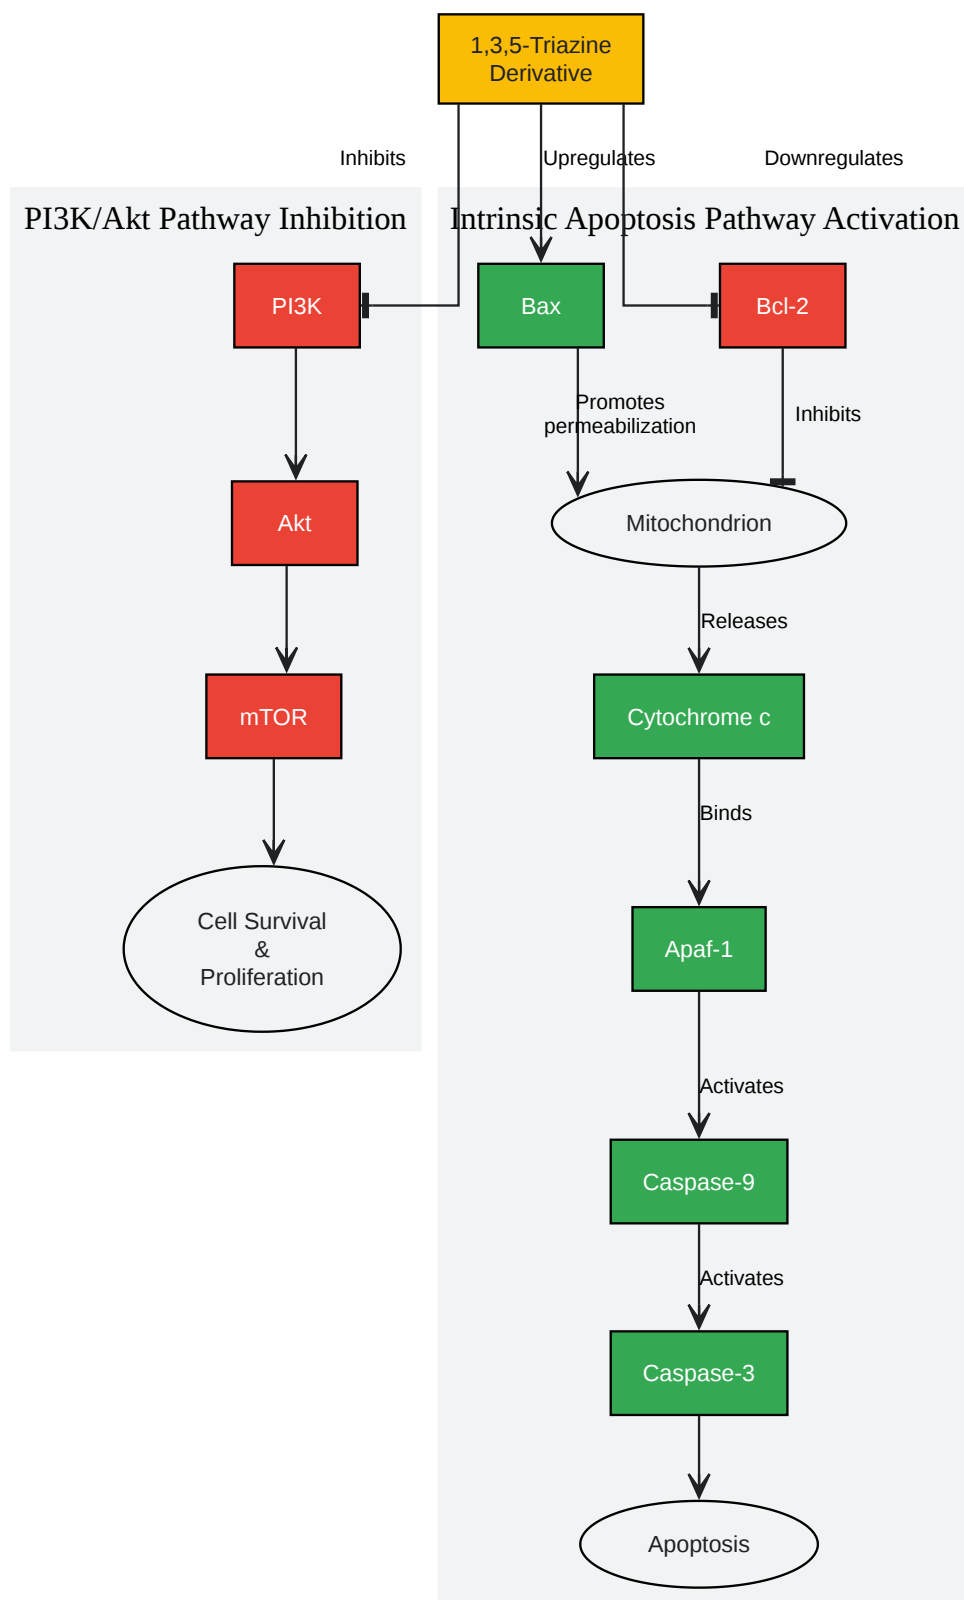 1,3,5-Triazine
Derivative
Inhibits
Upregulates
Downregulates
PI3K/Akt Pathway Inhibition
Intrinsic Apoptosis Pathway Activation
PI3K
Bax
Bcl-2
Promotes
permeabilization
Inhibits
Akt
Mitochondrion
Releases
mTOR
Cytochrome c
Binds
Cell Survival
&
Proliferation
Apaf-1
Activates
Caspase-9
Activates
Caspase-3
Apoptosis